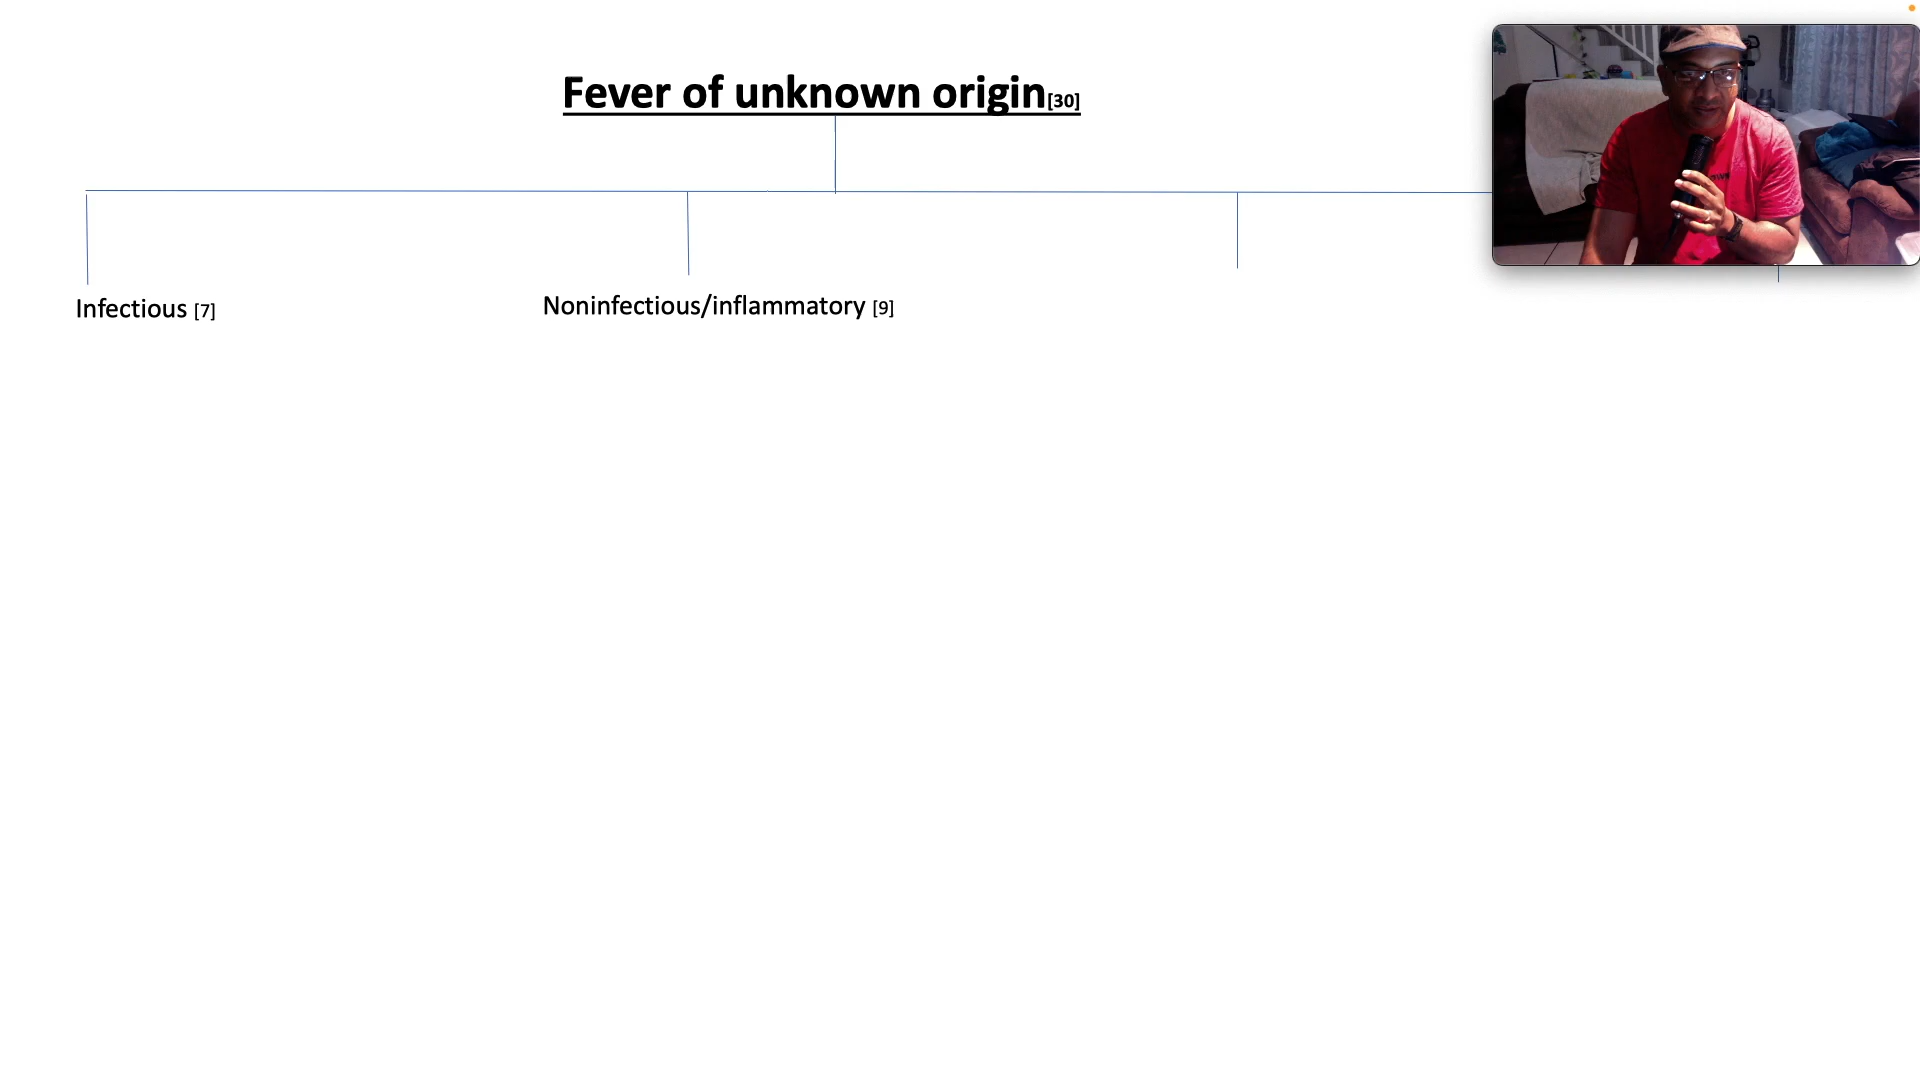 Fever of unknown origin[30]
Infectious [7]
Noninfectious/inflammatory [9]